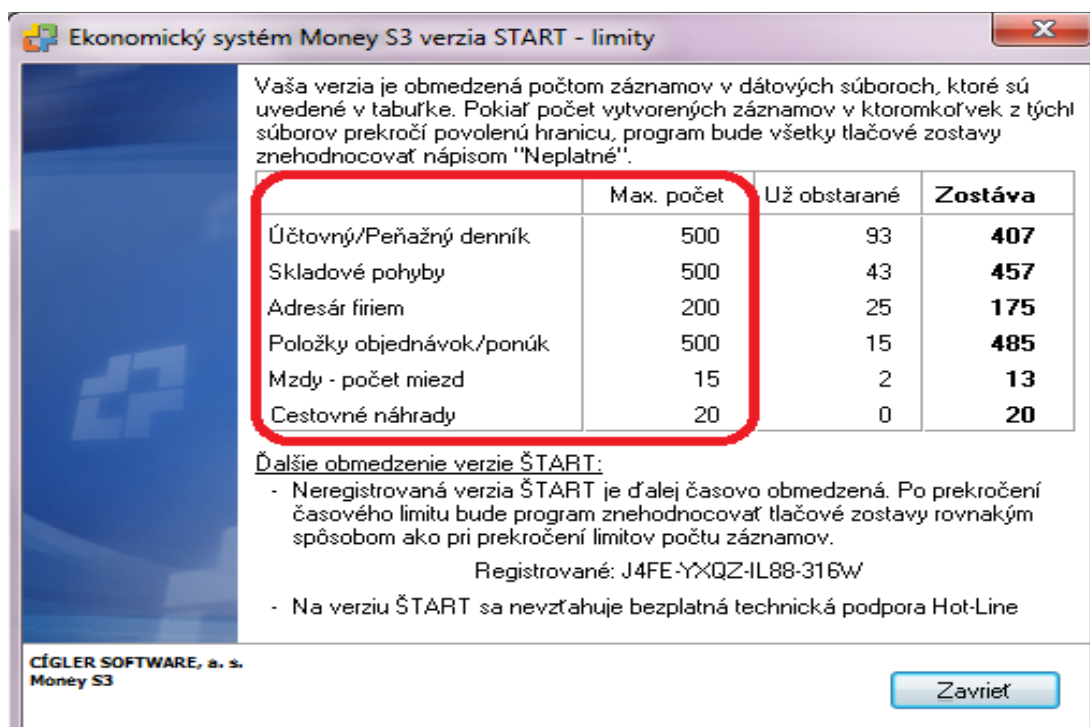 Ekonomický systém Money S3 verzia START - limity
Vaša verzia je obmedzená počtom záznamov v dátových súboroch, ktoré sú
uvedené v tabuľke. Pokiaľ počet vytvorených záznamov v ktoromkoľvek z tých
súborov prekročí povolenú hranicu, program bude všetky tlačové zostavy
znehodnocovať nápisom "Neplatné".
Max. počet Už obstarané Zostáva
Účtovný/Peňažný denník 500 93 407
Skladové pohyby 500 43 457
Adresár firiem 200 25 175
Položky objednávok/ponúk 500 15 485
Mzdy - počet miezd 15 2 13
Cestovné náhrady 20 0 20
Ďalšie obmedzenie verzie ŠTART:
- Neregistrovaná verzia ŠTART je ďalej časovo obmedzená. Po prekročení
časového limitu bude program znehodnocovať tlačové zostavy rovnakým
spôsobom ako pri prekročení limitov počtu záznamov.
Registrované: J4FE-YXQZ-IL88-316W
- Na verziu ŠTART sa nevzťahuje bezplatná technická podpora Hot-Line
CÍGLER SOFTWARE, a. s.
Money S3
Zavrieť